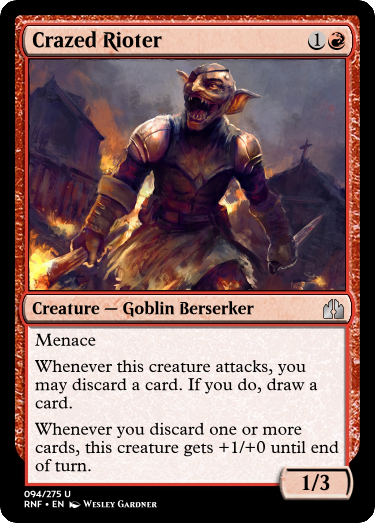 Crazed Rioter 1
Creature — Goblin Berserker
Menace
Whenever this creature attacks, you
may discard a card. If you do, draw a
card.
Whenever you discard one or more
cards, this creature gets +1/+0 until end
of turn.
1/3
094/275 U
RNF • EN Wesley Gardner